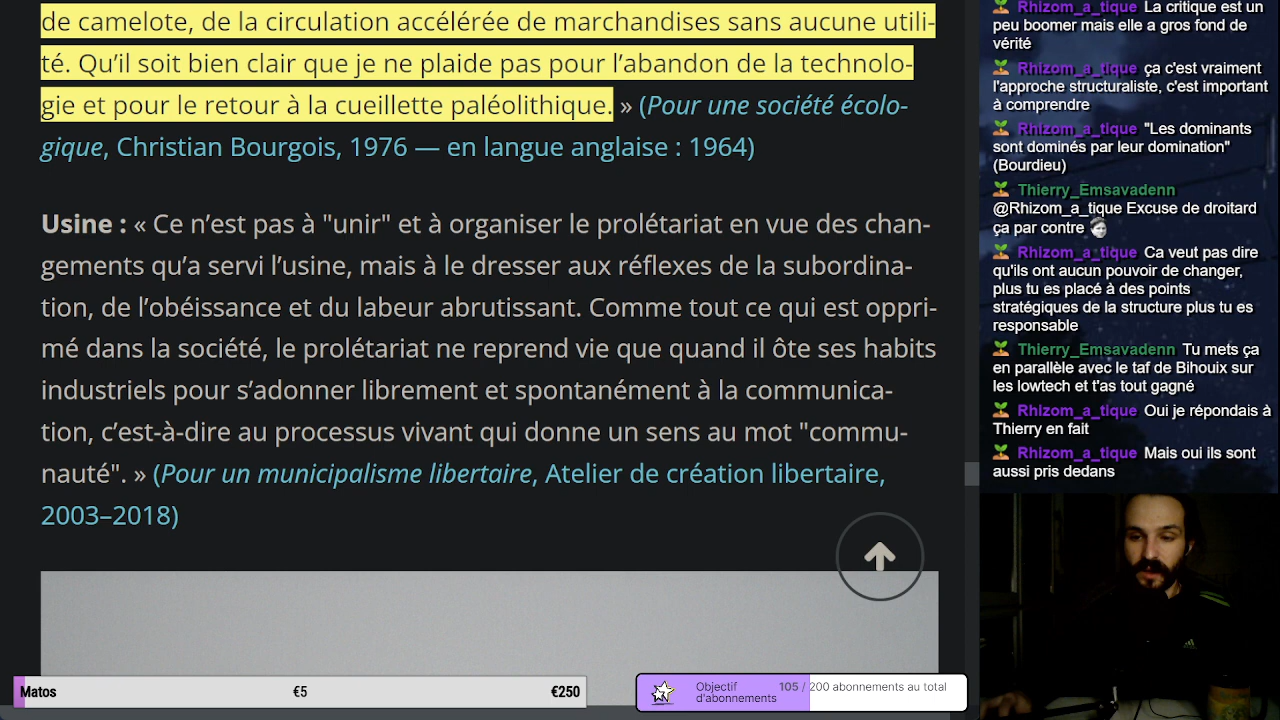 de camelote, de la circulation accélérée de marchandises sans aucune utili-
té. Qu’il soit bien clair que je ne plaide pas pour l’abandon de la technolo-
gie et pour le retour à la cueillette paléolithique. » (Pour une société écolo-
gique, Christian Bourgois, 1976 — en langue anglaise : 1964)
Usine : « Ce n’est pas à "unir" et à organiser le prolétariat en vue des chan-
gements qu’a servi l’usine, mais à le dresser aux réflexes de la subordina-
tion, de l’obéissance et du labeur abrutissant. Comme tout ce qui est oppri-
mé dans la société, le prolétariat ne reprend vie que quand il ôte ses habits
industriels pour s’adonner librement et spontanément à la communica-
tion, c’est-à-dire au processus vivant qui donne un sens au mot "commu-
nauté". » (Pour un municipalisme libertaire, Atelier de création libertaire,
2003–2018)
Matos €5 €250
Objectif
d'abonnements
105 / 200 abonnements au total
Rhizom_a_tique La critique est un
peu boomer mais elle a gros fond de
vérité
Rhizom_a_tique ça c'est vraiment
l'approche structuraliste, c'est important
à comprendre
Rhizom_a_tique "Les dominants
sont dominés par leur domination"
(Bourdieu)
Thierry_Emsavadenn
@Rhizom_a_tique Excuse de droitard
ça par contre
Rhizom_a_tique Ca veut pas dire
qu'ils ont aucun pouvoir de changer,
plus tu es placé à des points
stratégiques de la structure plus tu es
responsable
Thierry_Emsavadenn Tu mets ça
en parallèle avec le taf de Bihouix sur
les lowtech et t'as tout gagné
Rhizom_a_tique Oui je répondais à
Thierry en fait
Rhizom_a_tique Mais oui ils sont
aussi pris dedans